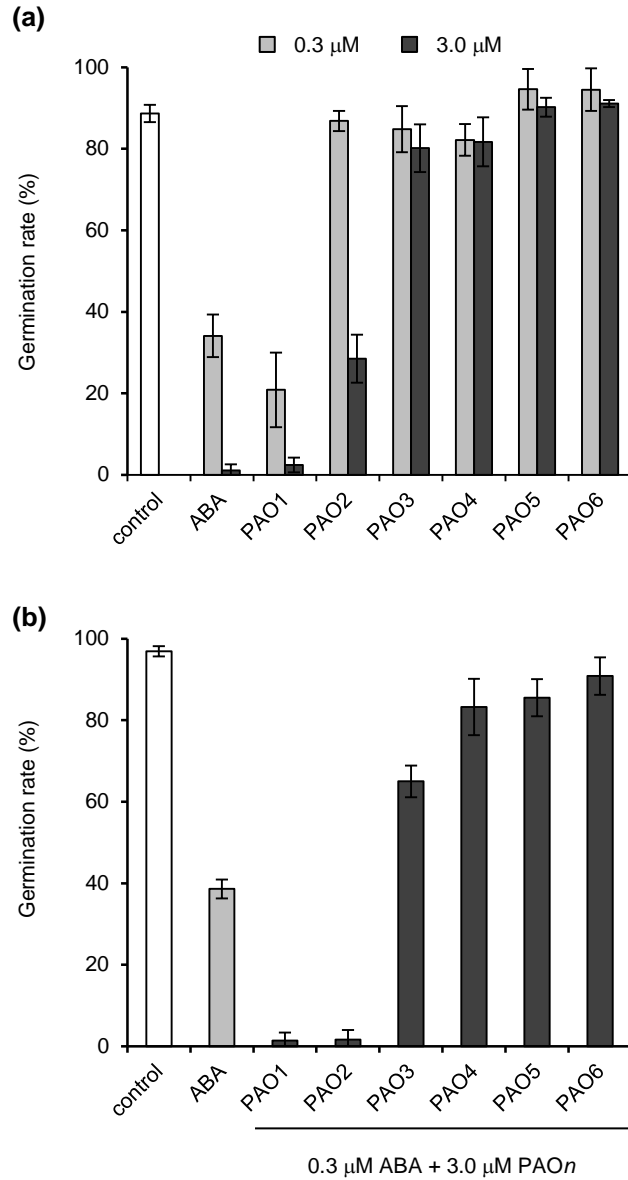 (a)
0.3 μM 3.0 μM
100
80
60
40
20
0
Germination rate (%)
control ABA PAO1 PAO2 PAO3 PAO4 PAO5 PAO6
(b)
100
80
60
40
20
0
Germination rate (%)
control ABA PAO1 PAO2 PAO3 PAO4 PAO5 PAO6
0.3 μM ABA + 3.0 μM PAOn